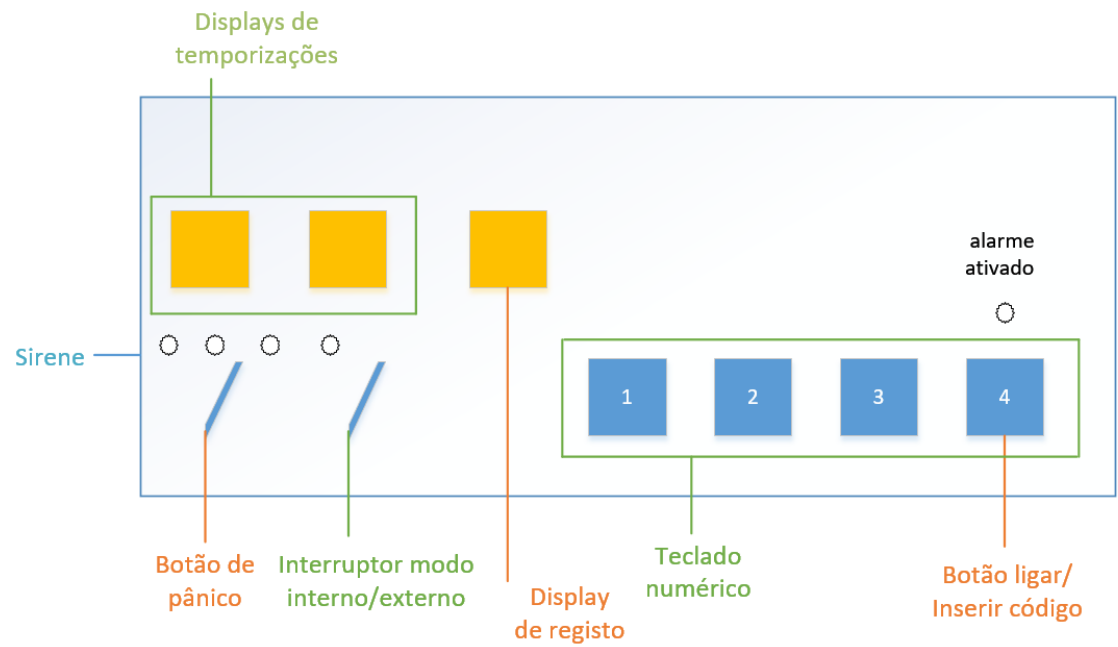 Displays de
temporizações
alarme
ativado
Sirene
1
2
3
4
Botão de
pânico
Interruptor modo
interno/externo
Display
de registo
Teclado
numérico
Botão ligar/
Inserir código